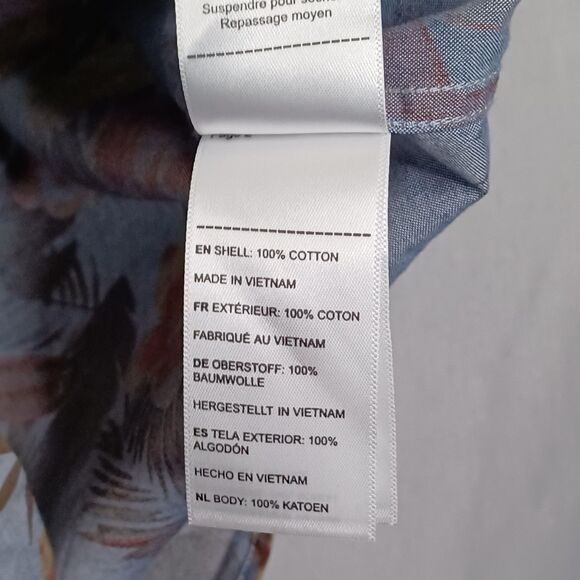 Suspendre pour
Repassage moyen
EN SHELL: 100% COTTON
MADE IN VIETNAM
FR EXTÉRIEUR: 100% COTON
FABRIQUÉ AU VIETNAM
DE OBERSTOFF: 100%
BAUMWOLLE
HERGESTELLT IN VIETNAM
ES TELA EXTERIOR: 100%
ALGODÓN
HECHO EN VIETNAM
NL BODY: 100% KATOEN